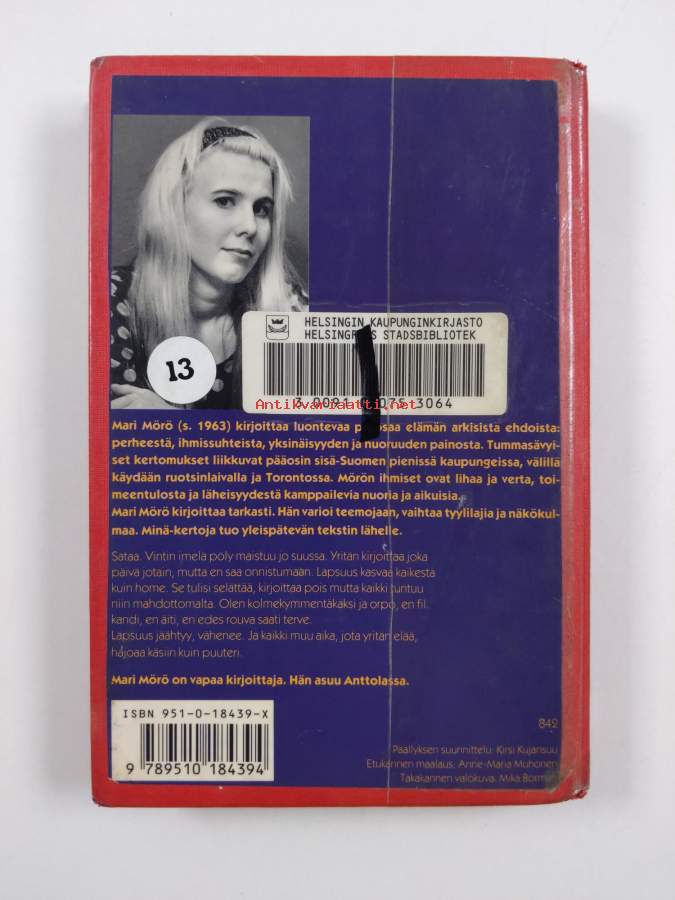 HELSINGIN KAUPUNGINKIRJASTO
STADSBIBLIOTEK
13
3064
Antikvariaatti.net
Mari Mörö (s. 1963) kirjoittaa luontevaa proosaa elämän arkisista ehdoista:
perheestä, ihmissuhteista, yksinäisyyden ja nuoruuden painosta. Tummasävyi-
set kertomukset liikkuvat pääosin sisä-Suomen pienissä kaupungeissa, välillä
käydään ruotsinlaivalla ja Torontossa. Mörön ihmiset ovat lihaa ja verta, toi-
meentulosta ja läheisyydestä kamppailevia nuoria ja aikuisia.
Mari Mörö kirjoittaa tarkasti. Hän varioi teemojaan, vaihtaa tyylilajia ja näkökul-
maa. Minä-kertoja tuo yleispätevän tekstin lähelle.
Sataa. Vintin imelä pöly maistuu jo suussa. Yritän kirjoittaa joka
päivä jotain, mutta en saa onnistumaan. Lapsuus kasvaa kaikesta
kuin home. Se tulisi selättää, kirjoittaa pois mutta kaikki tuntuu
niin mahdottomalta. Olen kolmekymmentäkaksi ja orpo, en fil.
kandi, en äiti, en edes rouva saati terve.
Lapsuus jäähtyy, vähenee. Ja kaikki muu aika, jota yritän elää,
hajoaa käsiin kuin puuteri.
Mari Mörö on vapaa kirjoittaja. Hän asuu Anttolassa.
ISBN 951-0-18439-X
9 789510 184394
842
Päällyksen suunnittelu: Kirsi Kujansuu
Etukannen maalaus: Anne-Maria Muhonen
Takakannen valokuva: Mika